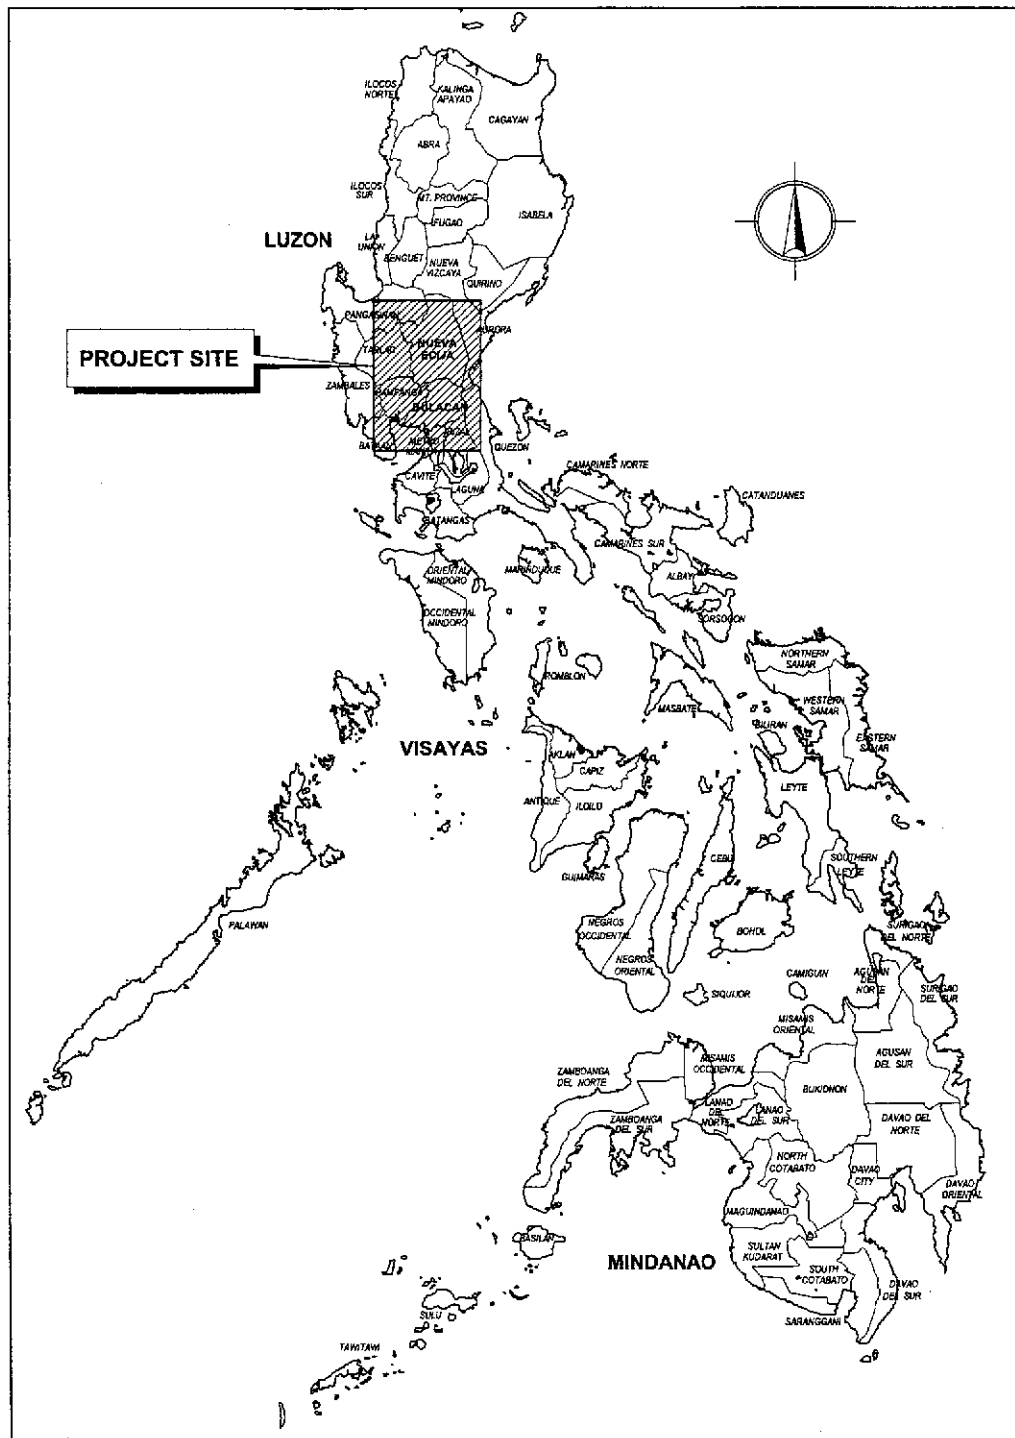 ILOCOS
NORTE
KALINGA
APAYAO
CAGAYAN
ABRA
ILOCOS
SUR
MT. PROVINCE
IFUGAO
ISABELA
LUZON
LA
UNION
BENGUET
NUEVA
VIZCAYA
QUIRINO
PANGASINAN
AURORA
NUEVA
ECIJA
TARLAC
PROJECT SITE
ZAMBALES
PAMPANGA
BULACAN
RIZAL
BATAAN
METRO
MANILA
QUEZON
CAVITE
LAGUNA
BATANGAS
CAMARINES NORTE
CATANDUANES
CAMARINES SUR
ALBAY
SORSOGON
MARINDUQUE
ORIENTAL
MINDORO
OCCIDENTAL
MINDORO
ROMBLON
MASBATE
NORTHERN
SAMAR
WESTERN
SAMAR
EASTERN
SAMAR
BILIRAN
VISAYAS
AKLAN
CAPIZ
ANTIQUE
ILOILO
LEYTE
GUIMARAS
CEBU
SOUTHERN
LEYTE
PALAWAN
NEGROS
OCCIDENTAL
NEGROS
ORIENTAL
BOHOL
SURIGAO
DEL NORTE
SIQUIJOR
CAMIGUIN
AGUSAN
DEL
NORTE
SURIGAO
DEL SUR
MISAMIS
ORIENTAL
AGUSAN
DEL SUR
ZAMBOANGA
DEL NORTE
MISAMIS
OCCIDENTAL
BUKIDNON
ZAMBOANGA
DEL SUR
LANAO
DEL
NORTE
LANAO
DEL SUR
DAVAO DEL
NORTE
NORTH
COTABATO
DAVAO
CITY
DAVAO
ORIENTAL
MAGUINDANAO
BASILAN
MINDANAO
SULTAN
KUDARAT
SOUTH
COTABATO
DAVAO
DEL SUR
SARANGGANI
SULU
TAWITAWI